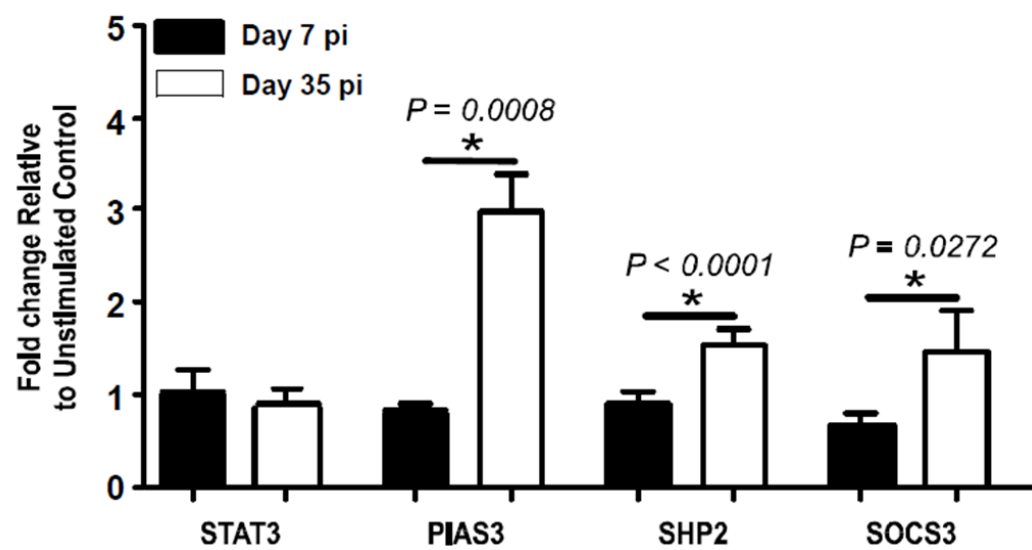 Fold change Relative
to Unstimulated Control
5
4
3
2
1
0
Day 7 pi
Day 35 pi
P = 0.0008
*
P < 0.0001
*
P = 0.0272
*
STAT3
PIAS3
SHP2
SOCS3